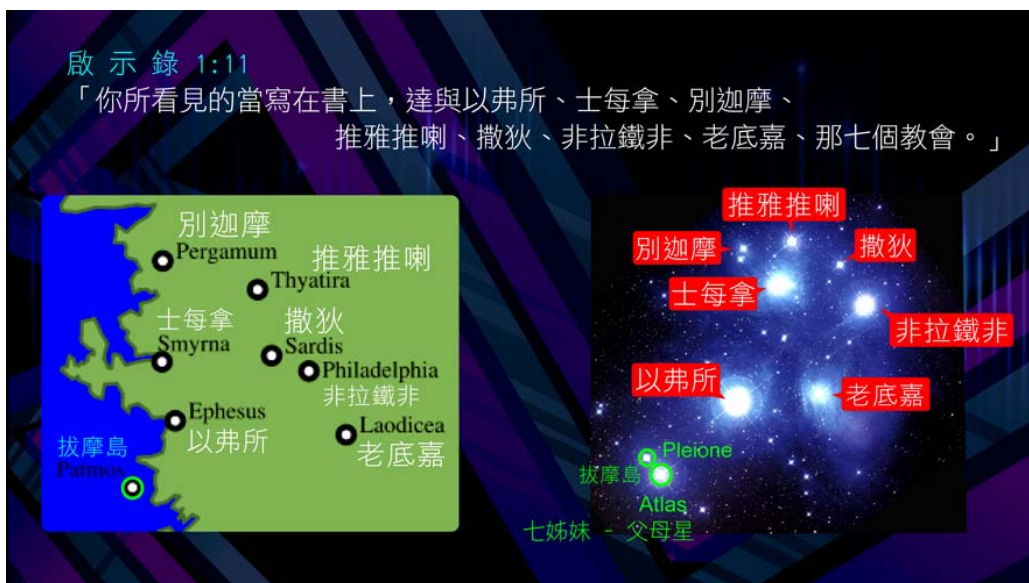 啟示錄 1:11
「你所看見的當寫在書上，達與以弗所、士每拿、別迦摩、
推雅推喇、撒狄、非拉鐵非、老底嘉、那七個教會。」
別迦摩
Pergamum
推雅推喇
Thyatira
士每拿
Smyrna
撒狄
Sardis
Philadelphia
非拉鐵非
Ephesus
以弗所
Laodicea
老底嘉
拔摩島
Patmos
推雅推喇
別迦摩
撒狄
士每拿
非拉鐵非
以弗所
老底嘉
Pleione
拔摩島
Atlas
七姊妹 - 父母星